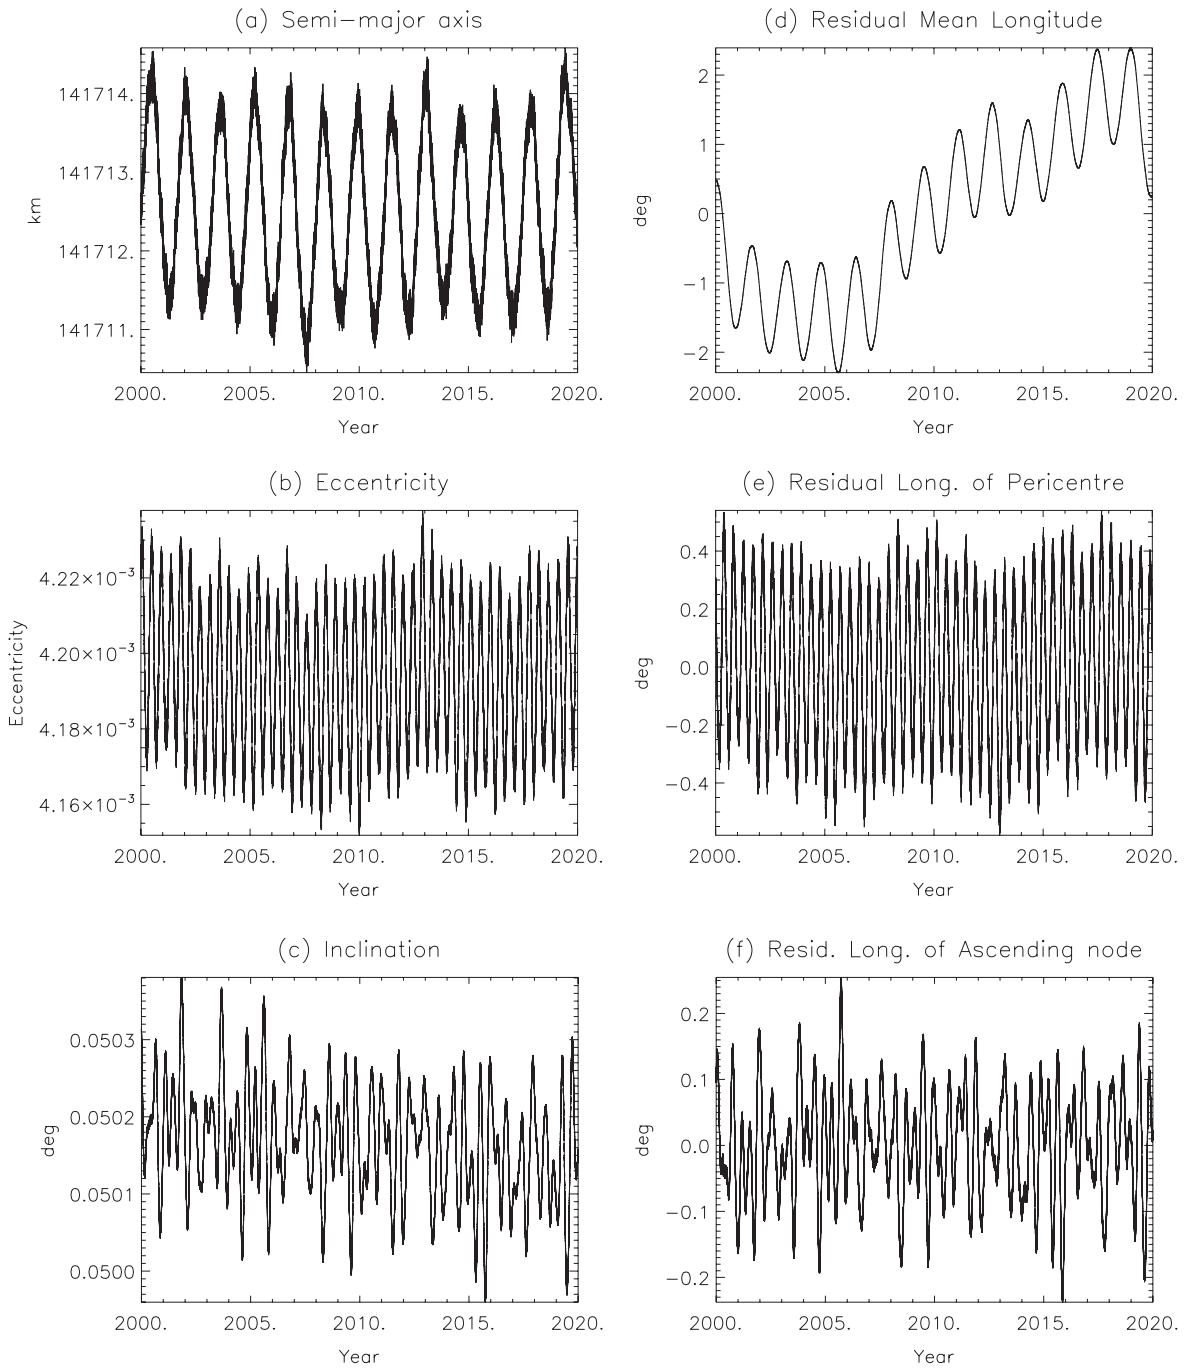 (a) Semi-major axis
141714.
141713.
141712.
141711.
km
2000. 2005. 2010. 2015. 2020.
Year
(d) Residual Mean Longitude
2
1
0
-1
-2
deg
2000. 2005. 2010. 2015. 2020.
Year
(b) Eccentricity
4.22×10⁻³
4.20×10⁻³
4.18×10⁻³
4.16×10⁻³
Eccentricity
2000. 2005. 2010. 2015. 2020.
Year
(e) Residual Long. of Pericentre
0.4
0.2
0.0
-0.2
-0.4
deg
2000. 2005. 2010. 2015. 2020.
Year
(c) Inclination
0.0503
0.0502
0.0501
0.0500
deg
2000. 2005. 2010. 2015. 2020.
Year
(f) Resid. Long. of Ascending node
0.2
0.1
0.0
-0.1
-0.2
deg
2000. 2005. 2010. 2015. 2020.
Year